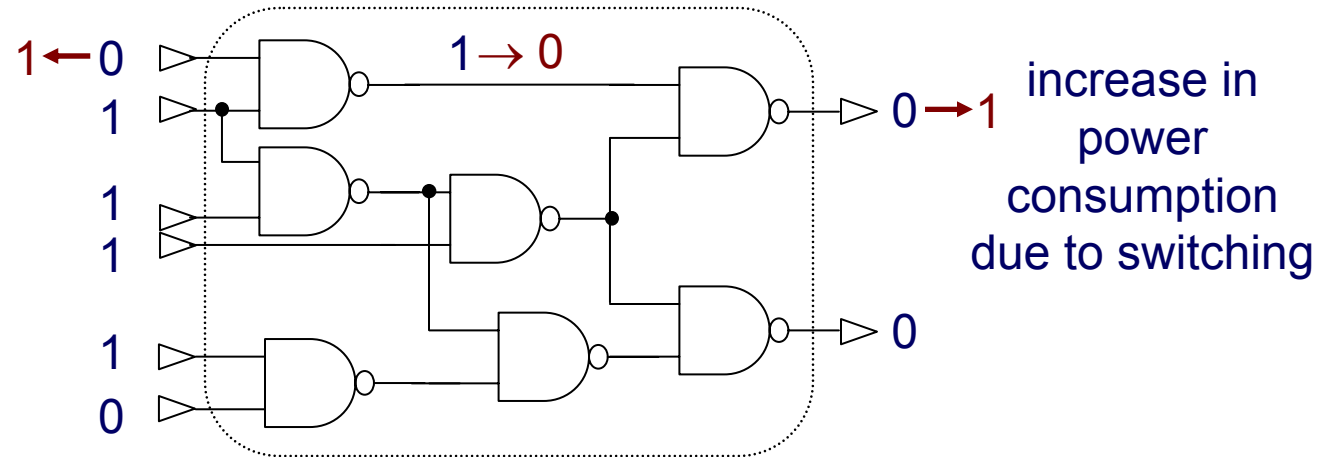 1 ← 0
1 → 0
1
0 → 1
increase in
power
consumption
due to switching
1
1
1
0
0